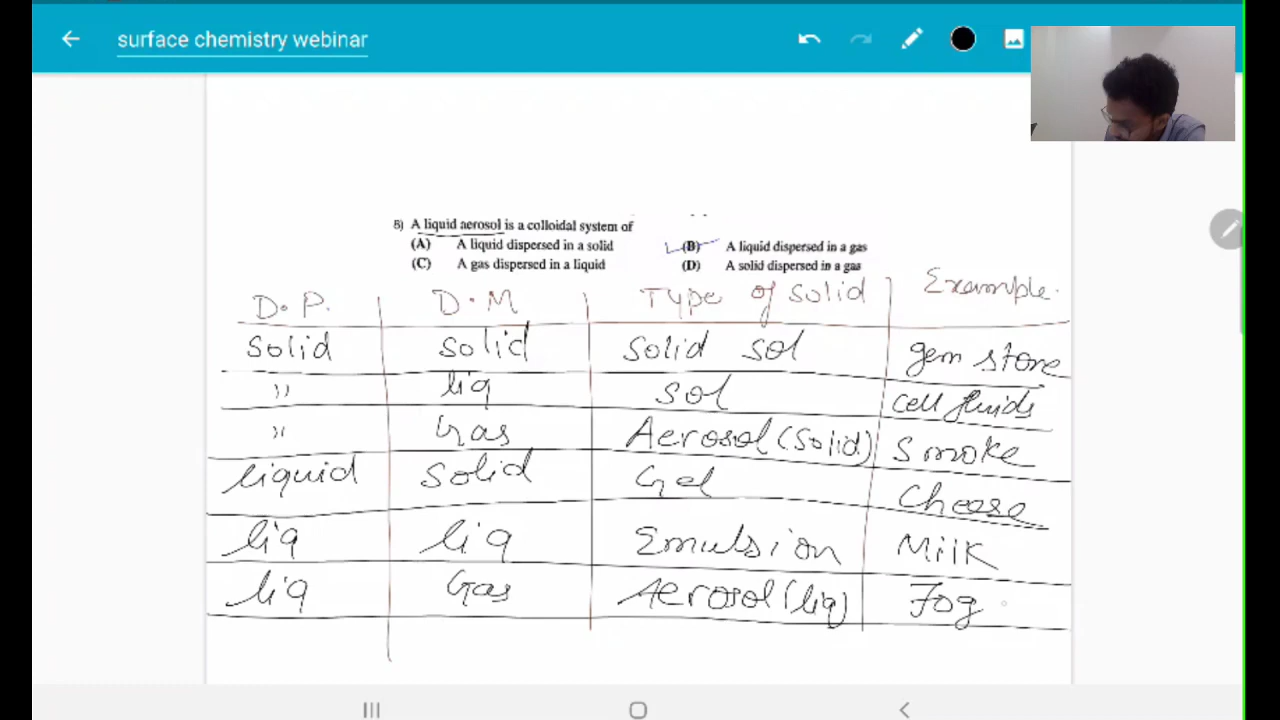 surface chemistry webinar
8) A liquid aerosol is a colloidal system of
(A) A liquid dispersed in a solid (B) A liquid dispersed in a gas
(C) A gas dispersed in a liquid (D) A solid dispersed in a gas
D.P. D.M Type of solid Example.
Solid solid solid sol gem stone
" liq sol cell fluids
" Gas Aerosol (Solid) Smoke
liquid Solid Gel Cheese
liq liq Emulsion Milk
liq Gas Aerosol (liq) Fog